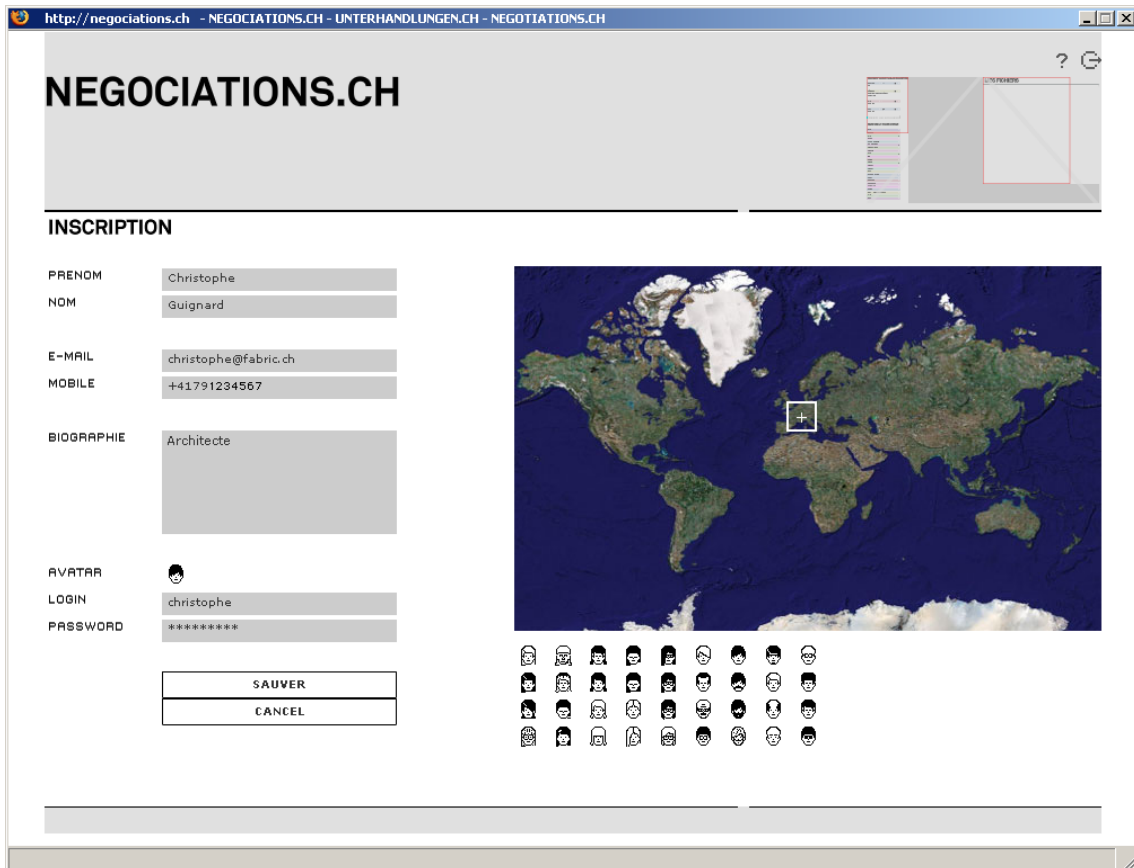 http://negociations.ch - NEGOCIATIONS.CH - UNTERHANDLUNGEN.CH - NEGOTIATIONS.CH
?
NEGOCIATIONS.CH
INSCRIPTION
PRENOM Christophe
NOM Guignard
E-MAIL christophe@fabric.ch
MOBILE +41791234567
BIOGRAPHIE Architecte
AVATAR
LOGIN christophe
PASSWORD *********
SAUVER
CANCEL